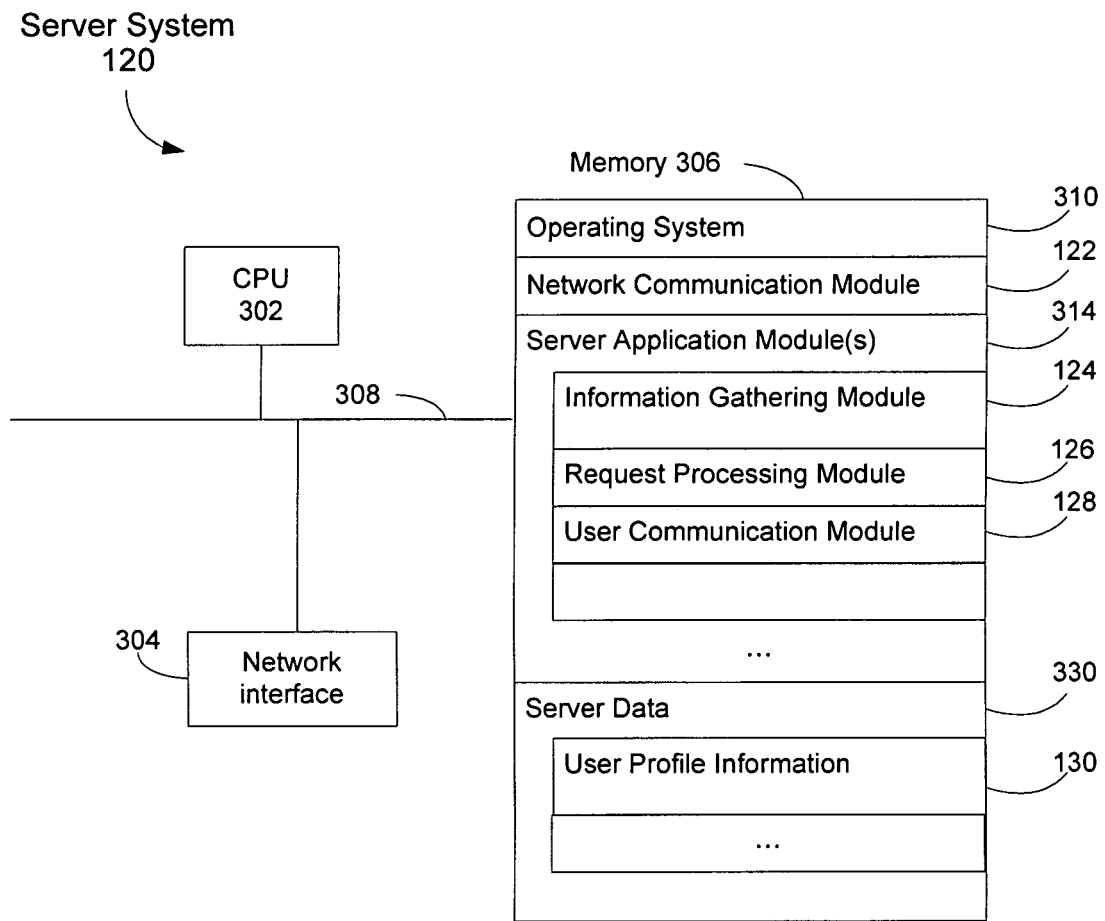 Server System
120
Memory 306
310
Operating System
122
CPU
302
Network Communication Module
314
Server Application Module(s)
124
308
Information Gathering Module
126
Request Processing Module
128
User Communication Module
304
Network
interface
...
330
Server Data
130
User Profile Information
...